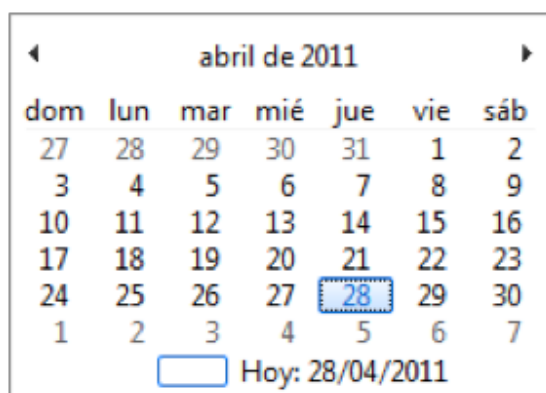 abril de 2011
dom lun mar mié jue vie sáb
27 28 29 30 31 1 2
3 4 5 6 7 8 9
10 11 12 13 14 15 16
17 18 19 20 21 22 23
24 25 26 27 28 29 30
1 2 3 4 5 6 7
Hoy: 28/04/2011